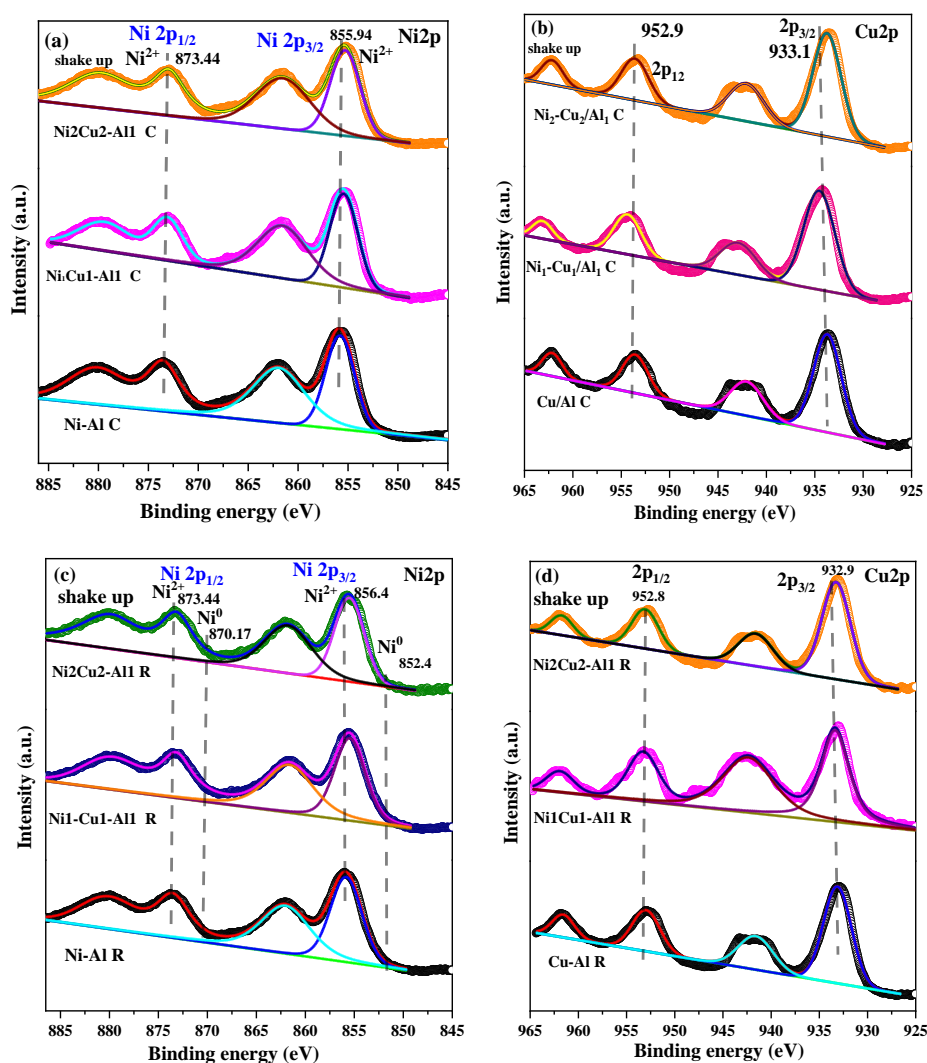 (a)
Ni 2p1/2
Ni 2p3/2
855.94
Ni2p
Ni2+
873.44
Ni2+
shake up
Ni2Cu2-Al1 C
NiCu1-Al1 C
Ni-Al C
Intensity (a.u.)
885 880 875 870 865 860 855 850 845
Binding energy (eV)
(b)
952.9
2p3/2
Cu2p
933.1
2p12
Ni2-Cu2/Al1 C
Ni1-Cu1/Al1 C
Cu/Al C
Intensity (a.u.)
965 960 955 950 945 940 935 930 925
Binding energy (eV)
(c)
Ni 2p1/2
Ni 2p3/2
Ni2p
Ni2+
873.44
Ni2+
856.4
shake up
Ni0
870.17
Ni0
852.4
Ni2Cu2-Al1 R
Ni1-Cu1-Al1 R
Ni-Al R
Intensity (a.u.)
885 880 875 870 865 860 855 850 845
Binding energy (eV)
(d)
2p1/2
952.8
2p3/2
932.9
Cu2p
shake up
Ni2Cu2-Al1 R
Ni1Cu1-Al1 R
Cu-Al R
Intensity (a.u.)
965 960 955 950 945 940 935 930 925
Binding energy (eV)